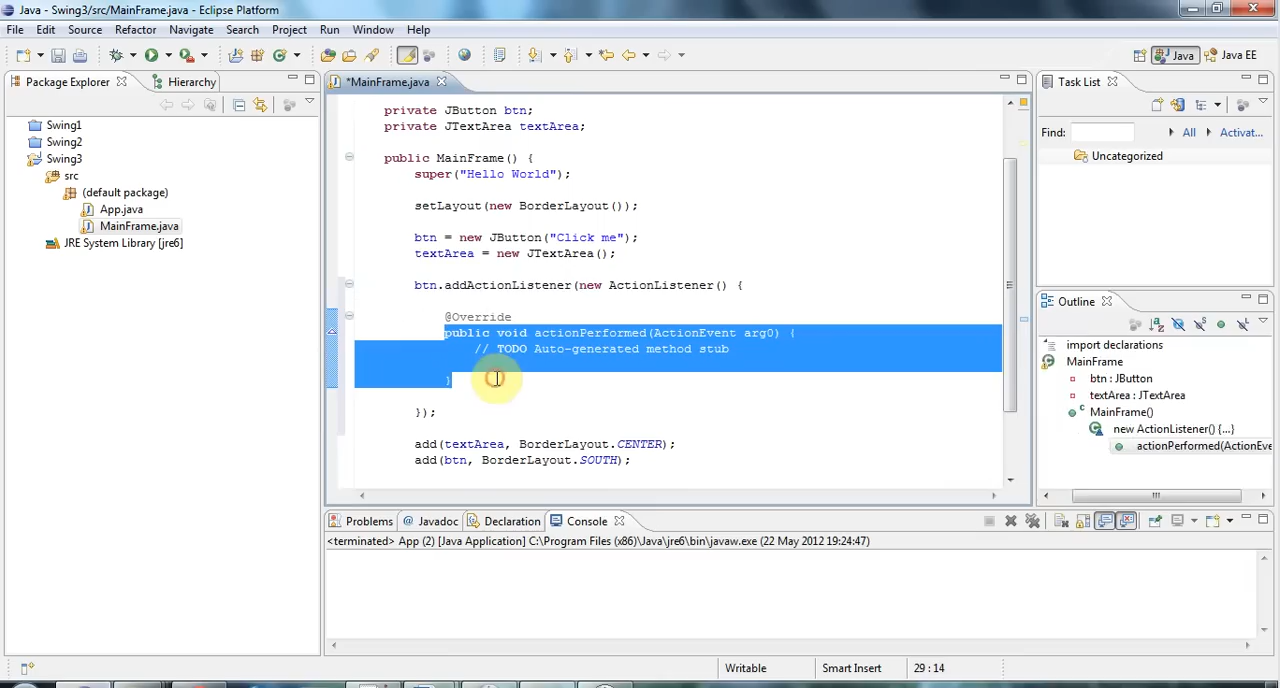 Java - Swing3/src/MainFrame.java - Eclipse Platform
File Edit Source Refactor Navigate Search Project Run Window Help
Java Java EE
Package Explorer Hierarchy
Swing1
Swing2
Swing3
src
(default package)
App.java
MainFrame.java
JRE System Library [jre6]
*MainFrame.java
private JButton btn;
private JTextArea textArea;
public MainFrame() {
super("Hello World");
setLayout(new BorderLayout());
btn = new JButton("Click me");
textArea = new JTextArea();
btn.addActionListener(new ActionListener() {
@Override
public void actionPerformed(ActionEvent arg0) {
// TODO Auto-generated method stub
}
});
add(textArea, BorderLayout.CENTER);
add(btn, BorderLayout.SOUTH);
Task List
Find: All Activat...
Uncategorized
Outline
import declarations
MainFrame
btn : JButton
textArea : JTextArea
MainFrame()
new ActionListener() {...}
actionPerformed(ActionEve
Problems Javadoc Declaration Console
<terminated> App (2) [Java Application] C:\Program Files (x86)\Java\jre6\bin\javaw.exe (22 May 2012 19:24:47)
Writable Smart Insert 29 : 14